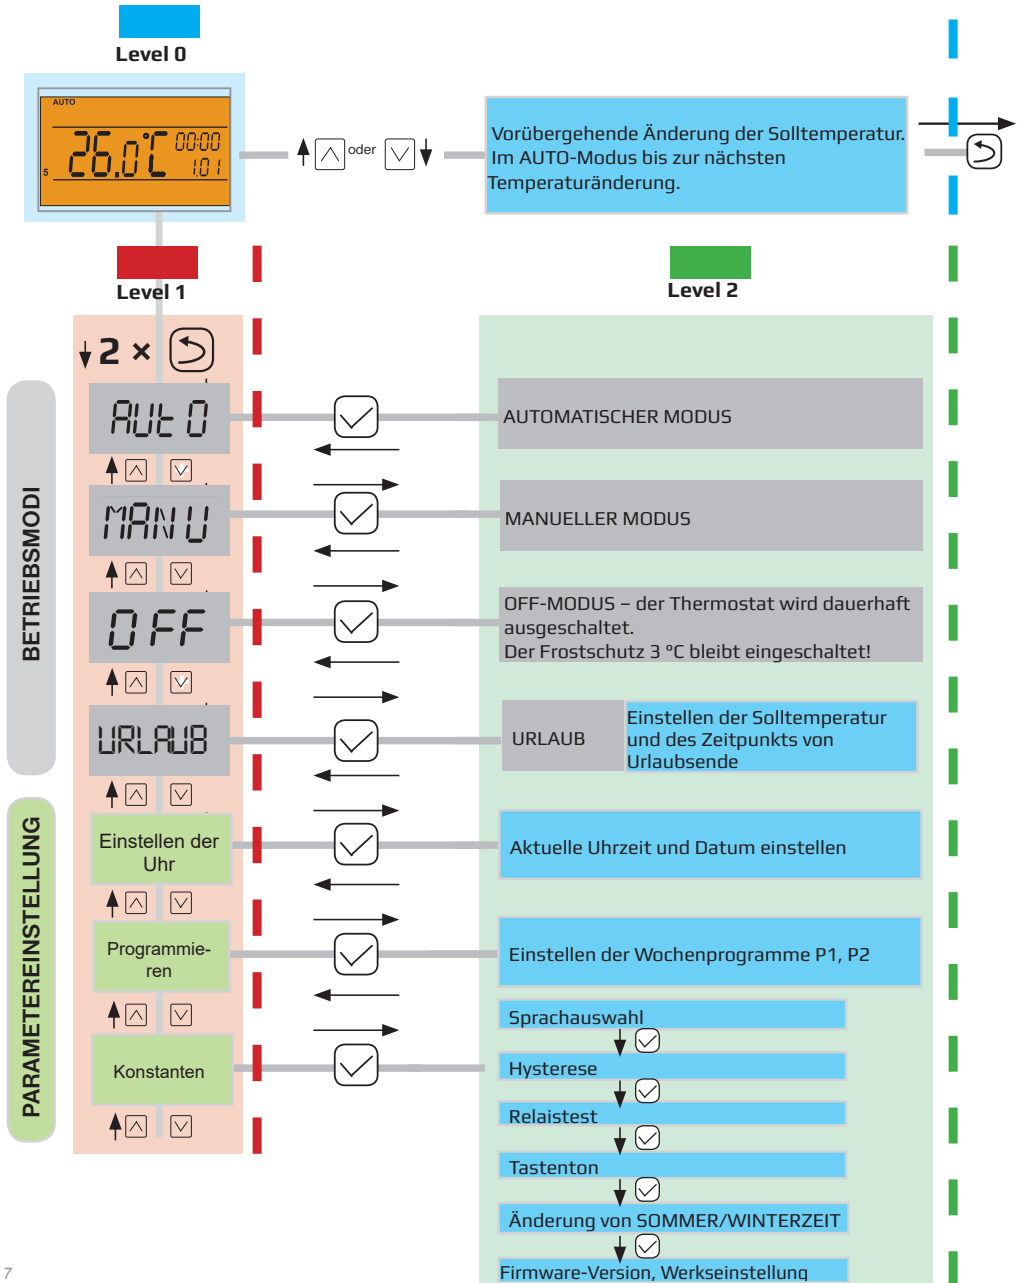 Level 0
AUTO
26.0°C
00:00
5
1.01
oder
Vorübergehende Änderung der Solltemperatur.
Im AUTO-Modus bis zur nächsten
Temperaturänderung.
Level 1
Level 2
2 ×
BETRIEBSMODI
AUtO
AUTOMATISCHER MODUS
MANU
MANUELLER MODUS
OFF
OFF-MODUS – der Thermostat wird dauerhaft
ausgeschaltet.
Der Frostschutz 3 °C bleibt eingeschaltet!
URLAUB
URLAUB
Einstellen der Solltemperatur
und des Zeitpunkts von
Urlaubsende
PARAMETEREINSTELLUNG
Einstellen der
Uhr
Aktuelle Uhrzeit und Datum einstellen
Programmie-
ren
Einstellen der Wochenprogramme P1, P2
Konstanten
Sprachauswahl
Hysterese
Relaistest
Tastenton
Änderung von SOMMER/WINTERZEIT
Firmware-Version, Werkseinstellung
7